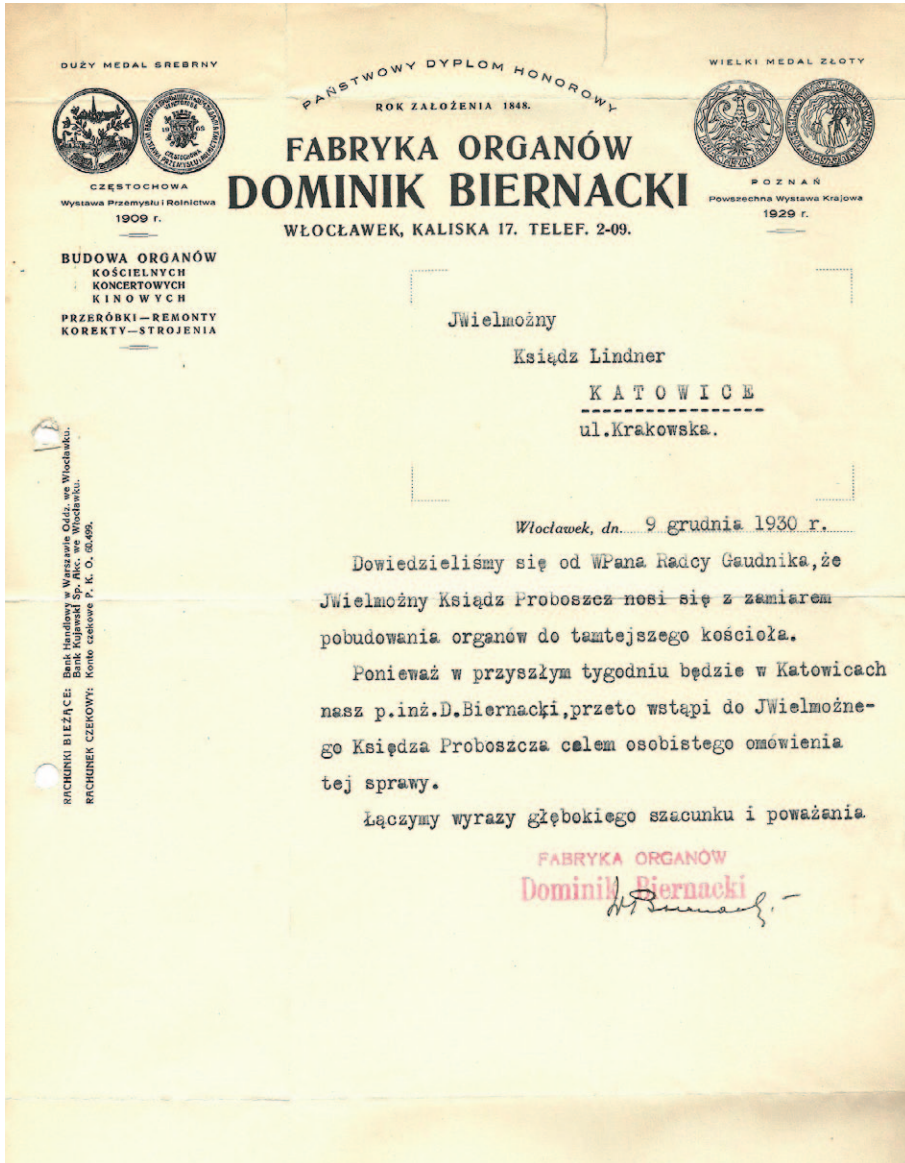 DUŻY MEDAL SREBRNY
CZĘSTOCHOWA
Wystawa Przemysłu i Rolnictwa
1909 r.
PAŃSTWOWY DYPLOM HONOROWY
ROK ZAŁOŻENIA 1848.
FABRYKA ORGANÓW
DOMINIK BIERNACKI
WŁOCŁAWEK, KALISKA 17. TELEF. 2-09.
WIELKI MEDAL ZŁOTY
POZNAŃ
Powszechna Wystawa Krajowa
1929 r.
BUDOWA ORGANÓW
KOŚCIELNYCH
KONCERTOWYCH
KINOWYCH
PRZERÓBKI—REMONTY
KOREKTY—STROJENIA
JWielmożny
Ksiądz Lindner
KATOWICE
ul.Krakowska.
RACHUNKI BIEŻĄCE: Bank Handlowy w Warszawie Oddz. we Włocławku.
Bank Kujawski Sp. Akc. we Włocławku.
RACHUNEK CZEKOWY: Konto czekowe P. K. O. 60.499.
Włocławek, dn. 9 grudnia 1930 r.
Dowiedzieliśmy się od WPana Radcy Gaudnika,że
JWielmożny Ksiądz Proboszcz nosi się z zamiarem
pobudowania organów do tamtejszego kościoła.
Ponieważ w przyszłym tygodniu będzie w Katowicach
nasz p.inż.D.Biernacki,przeto wstąpi do JWielmożne-
go Księdza Proboszcza celem osobistego omówienia
tej sprawy.
Łączymy wyrazy głębokiego szacunku i poważania
FABRYKA ORGANÓW
Dominik Biernacki